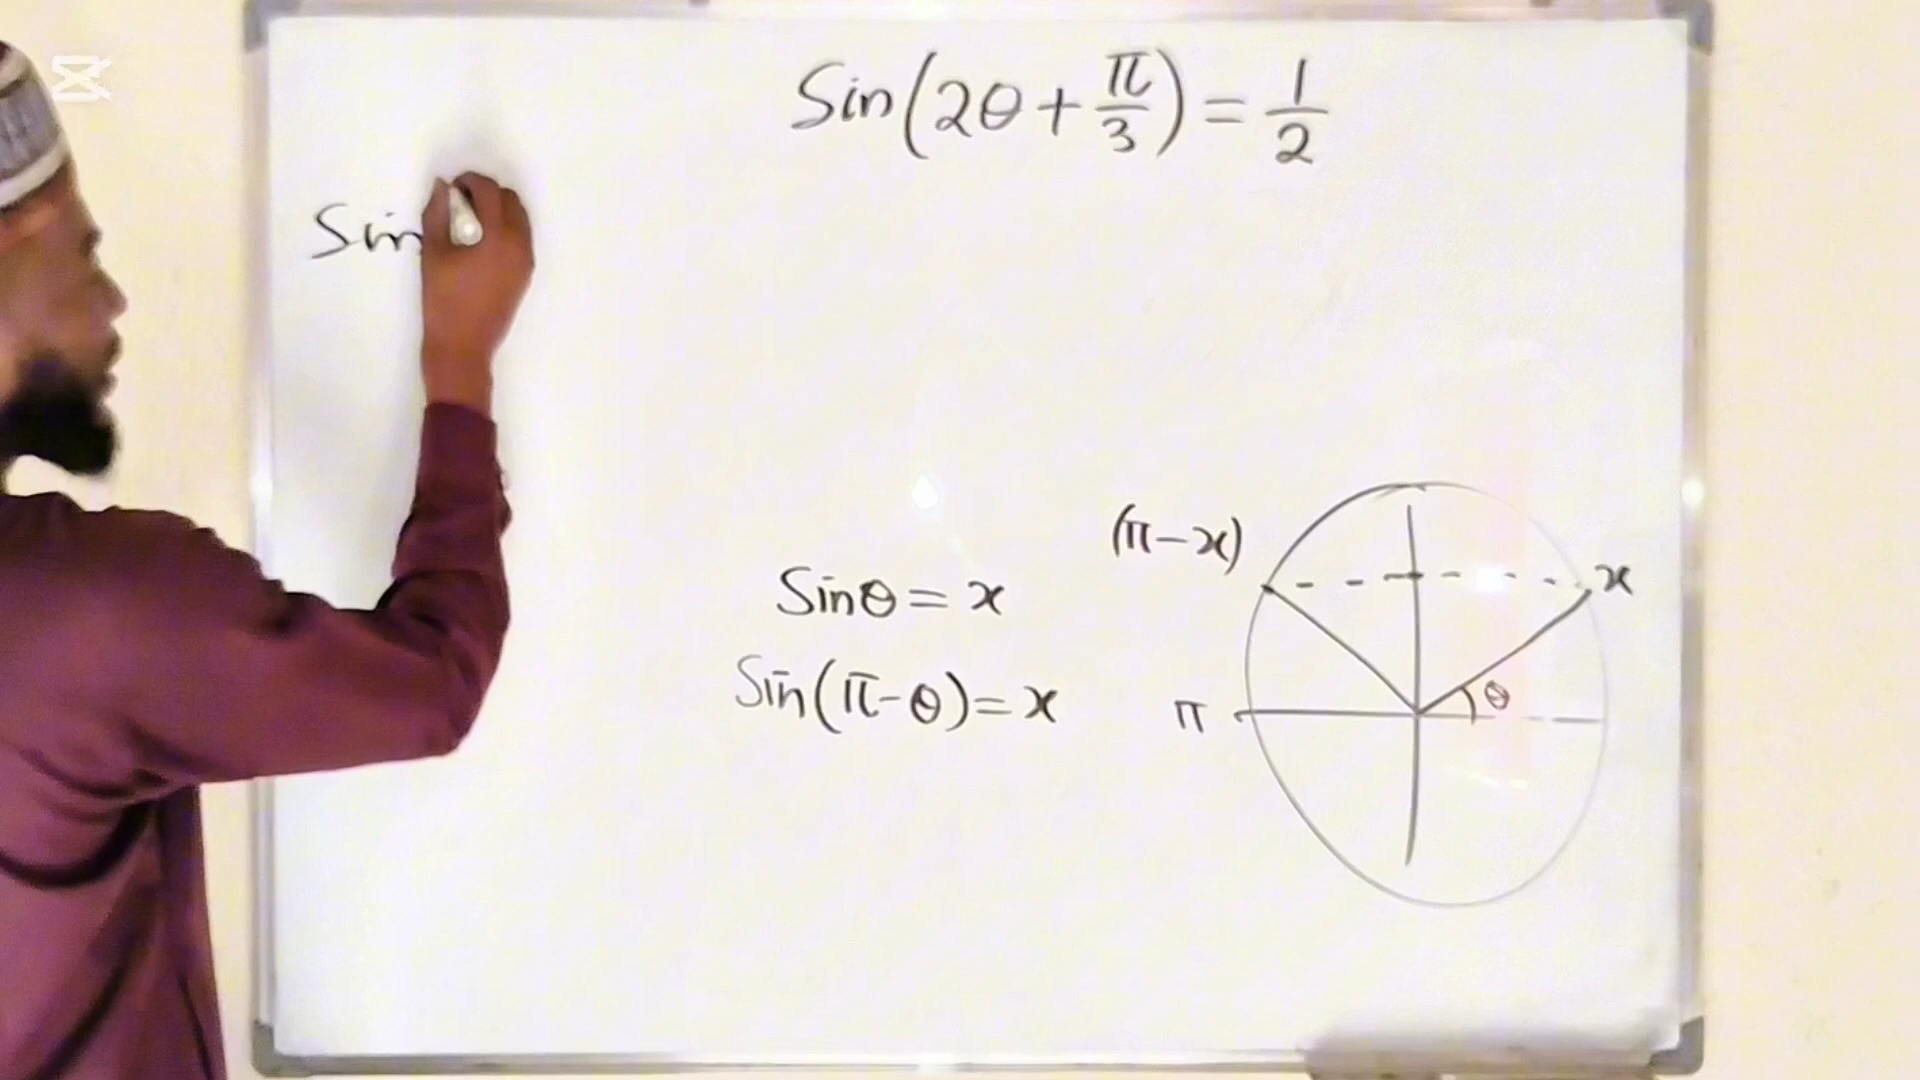 Sin(2θ + π/3) = 1/2
Sin
Sinθ = x
Sin(π-θ) = x
(π-x)
x
π
θ